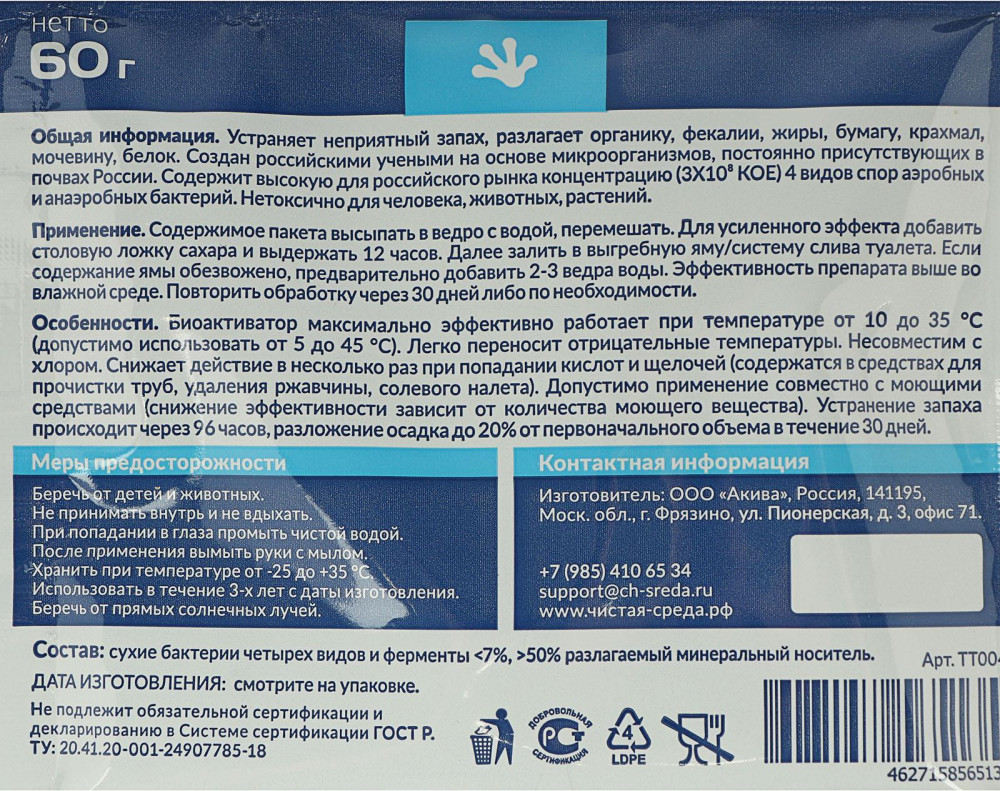 нетто
60 г
Общая информация. Устраняет неприятный запах, разлагает органику, фекалии, жиры, бумагу, крахмал,
мочевину, белок. Создан российскими учеными на основе микроорганизмов, постоянно присутствующих в
почвах России. Содержит высокую для российского рынка концентрацию (3Х10⁸ КОЕ) 4 видов спор аэробных
и анаэробных бактерий. Нетоксично для человека, животных, растений.
Применение. Содержимое пакета высыпать в ведро с водой, перемешать. Для усиленного эффекта добавить
столовую ложку сахара и выдержать 12 часов. Далее залить в выгребную яму/систему слива туалета. Если
содержание ямы обезвожено, предварительно добавить 2-3 ведра воды. Эффективность препарата выше во
влажной среде. Повторить обработку через 30 дней либо по необходимости.
Особенности. Биоактиватор максимально эффективно работает при температуре от 10 до 35 °С
(допустимо использовать от 5 до 45 °С). Легко переносит отрицательные температуры. Несовместим с
хлором. Снижает действие в несколько раз при попадании кислот и щелочей (содержатся в средствах для
прочистки труб, удаления ржавчины, солевого налета). Допустимо применение совместно с моющими
средствами (снижение эффективности зависит от количества моющего вещества). Устранение запаха
происходит через 96 часов, разложение осадка до 20% от первоначального объема в течение 30 дней.
Меры предосторожности
Беречь от детей и животных.
Не принимать внутрь и не вдыхать.
При попадании в глаза промыть чистой водой.
После применения вымыть руки с мылом.
Хранить при температуре от -25 до +35 °С.
Использовать в течение 3-х лет с даты изготовления.
Беречь от прямых солнечных лучей.
Контактная информация
Изготовитель: ООО «Акива», Россия, 141195,
Моск. обл., г. Фрязино, ул. Пионерская, д. 3, офис 71.
+7 (985) 410 65 34
support@ch-sreda.ru
www.чистая-среда.рф
Состав: сухие бактерии четырех видов и ферменты <7%, >50% разлагаемый минеральный носитель.
Арт. ТТ004
ДАТА ИЗГОТОВЛЕНИЯ: смотрите на упаковке.
Не подлежит обязательной сертификации и
декларированию в Системе сертификации ГОСТ Р.
ТУ: 20.41.20-001-24907785-18
ДОБРОВОЛЬНАЯ
РСТ
СЕРТИФИКАЦИЯ
4
LDPE
462715856513